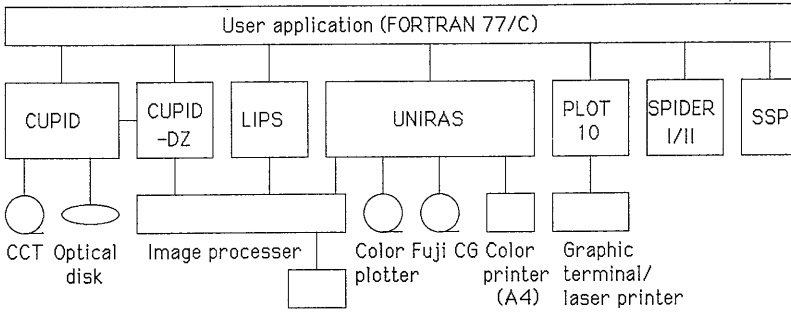 User application (FORTRAN 77/C)
CUPID
CUPID
-DZ
LIPS
UNIRAS
PLOT
10
SPIDER
I/II
SSP
CCT
Optical
disk
Image processer
Color
plotter
Fuji CG
Color
printer
(A4)
Graphic
terminal/
laser printer